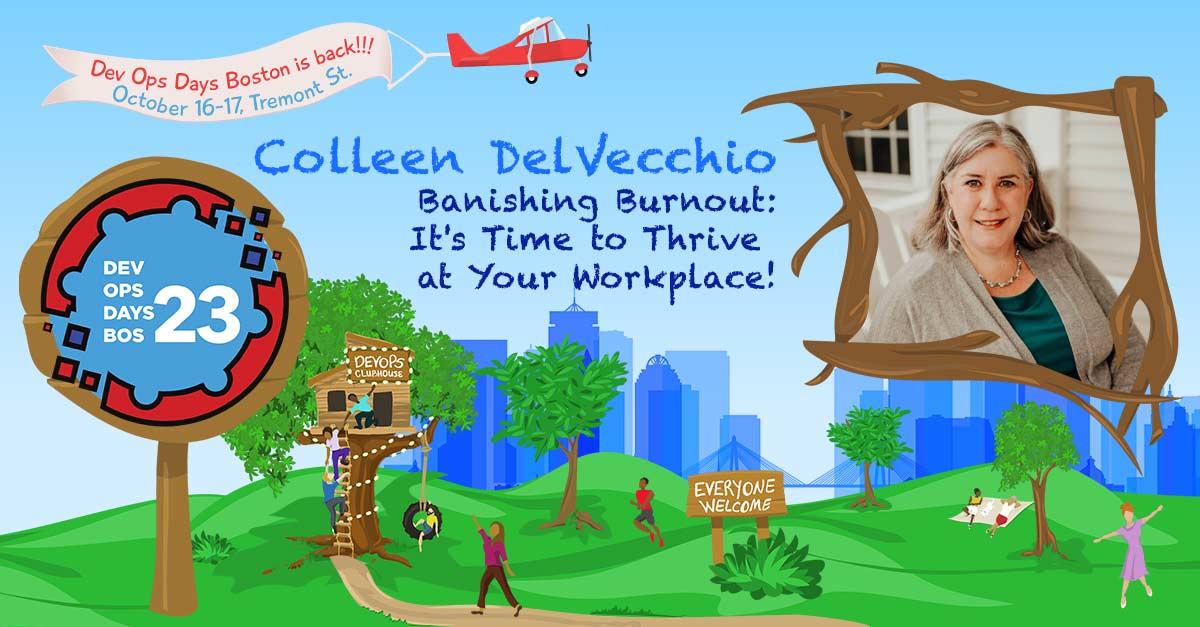 Dev Ops Days Boston is back!!!
October 16-17, Tremont St.
Colleen DelVecchio
Banishing Burnout:
It's Time to Thrive
at Your Workplace!
DEV
OPS
DAYS
BOS
23
DEVOPS
CLUPHOUSE
EVERYONE
WELCOME